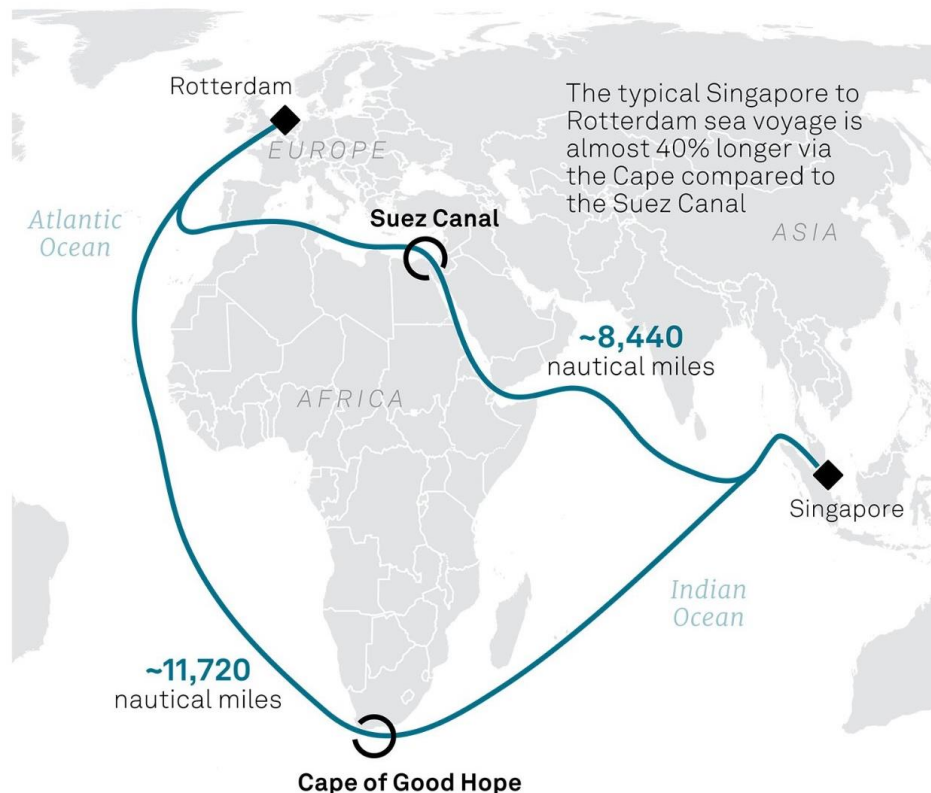 Rotterdam
The typical Singapore to
Rotterdam sea voyage is
almost 40% longer via
the Cape compared to
the Suez Canal
EUROPE
Atlantic
Ocean
Suez Canal
ASIA
~8,440
nautical miles
AFRICA
Singapore
Indian
Ocean
~11,720
nautical miles
Cape of Good Hope